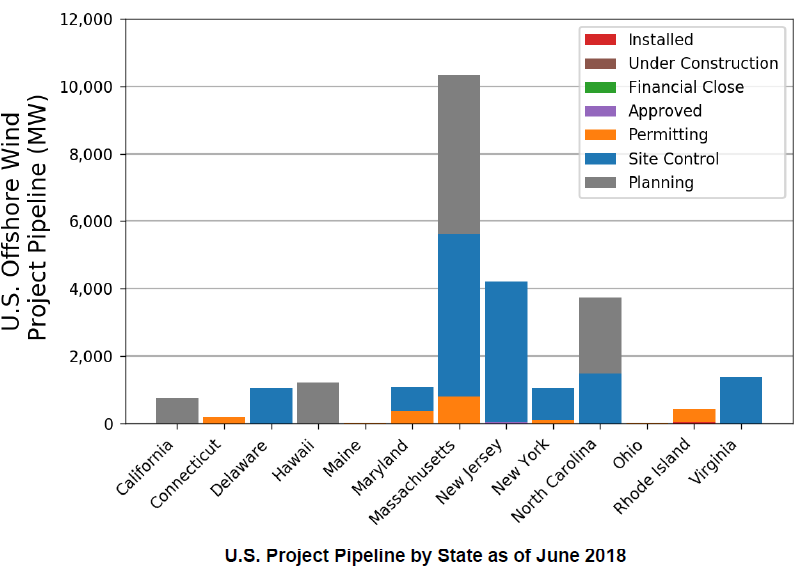 12,000
10,000
8,000
6,000
4,000
2,000
0
U.S. Offshore Wind
Project Pipeline (MW)
Installed
Under Construction
Financial Close
Approved
Permitting
Site Control
Planning
California
Connecticut
Delaware
Hawaii
Maine
Maryland
Massachusetts
New Jersey
New York
North Carolina
Ohio
Rhode Island
Virginia
U.S. Project Pipeline by State as of June 2018